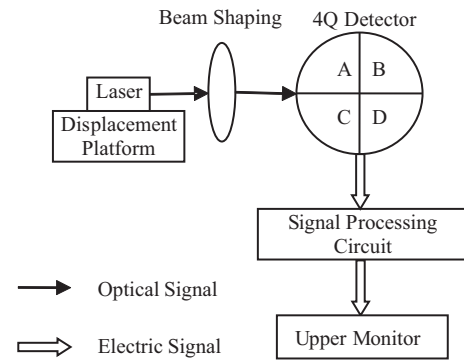 Beam Shaping
4Q Detector
A B
Laser
C D
Displacement
Platform
Signal Processing
Circuit
Optical Signal
Electric Signal
Upper Monitor